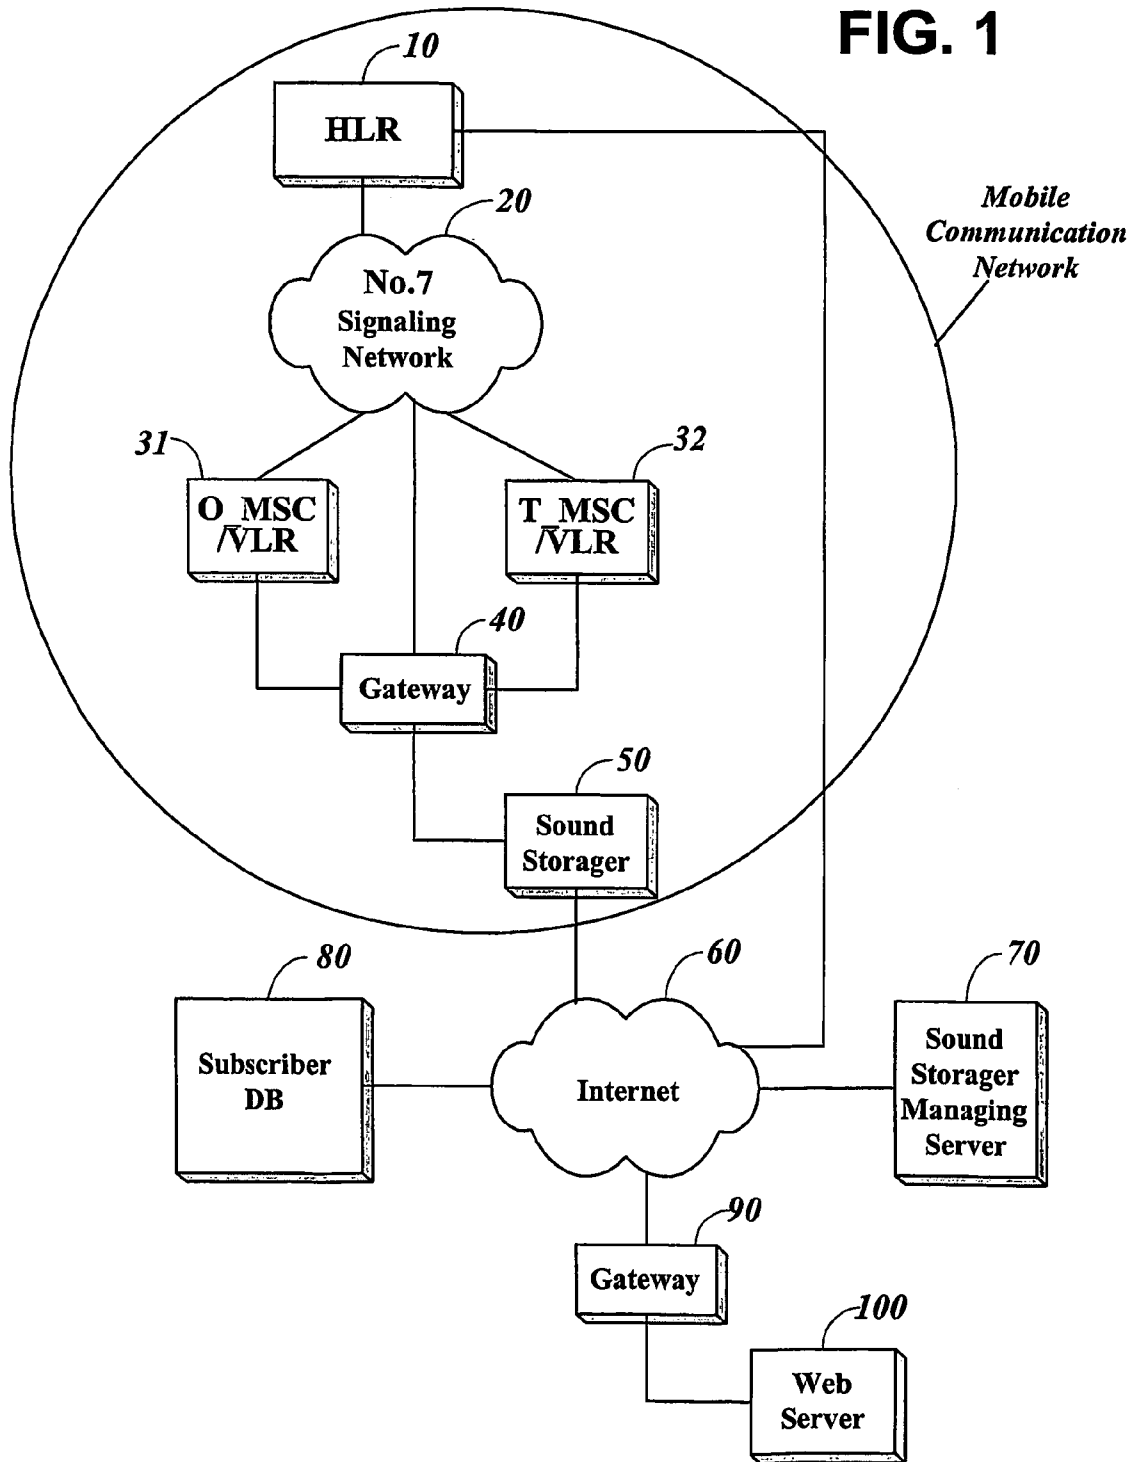 FIG. 1
10
HLR
20
Mobile
Communication
Network
No.7
Signaling
Network
31
32
O_MSC
/VLR
T_MSC
/VLR
40
Gateway
50
Sound
Storager
80
60
70
Subscriber
DB
Internet
Sound
Storager
Managing
Server
90
Gateway
100
Web
Server